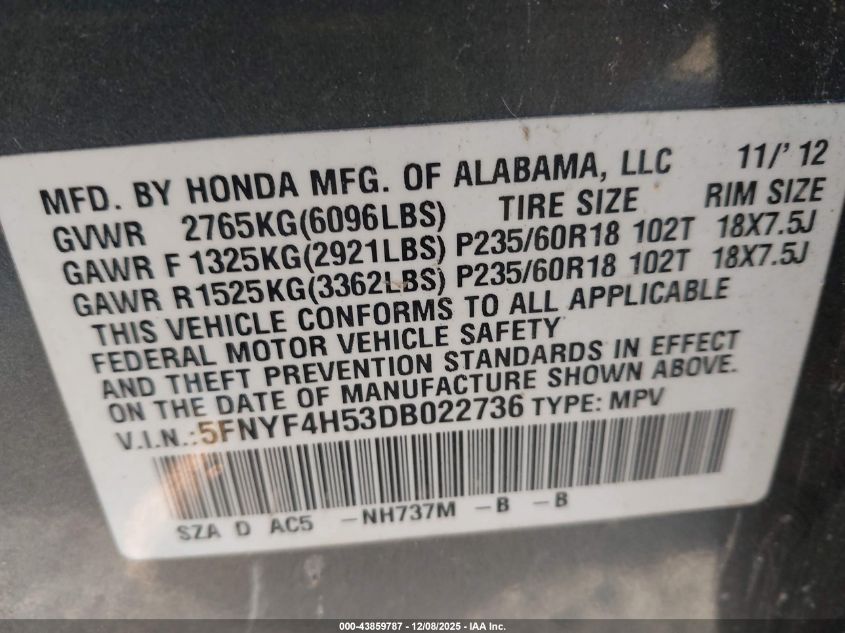 MFD. BY HONDA MFG. OF ALABAMA, LLC 11/'12
GVWR 2765KG(6096LBS) TIRE SIZE RIM SIZE
GAWR F 1325KG(2921LBS) P235/60R18 102T 18X7.5J
GAWR R 1525KG(3362LBS) P235/60R18 102T 18X7.5J
THIS VEHICLE CONFORMS TO ALL APPLICABLE
FEDERAL MOTOR VEHICLE SAFETY
AND THEFT PREVENTION STANDARDS IN EFFECT
ON THE DATE OF MANUFACTURE SHOWN ABOVE.
V.I.N.:5FNYF4H53DB022736 TYPE: MPV
SZA D AC5 -NH737M -B -B
000-43859787 - 12/08/2025 - IAA Inc.